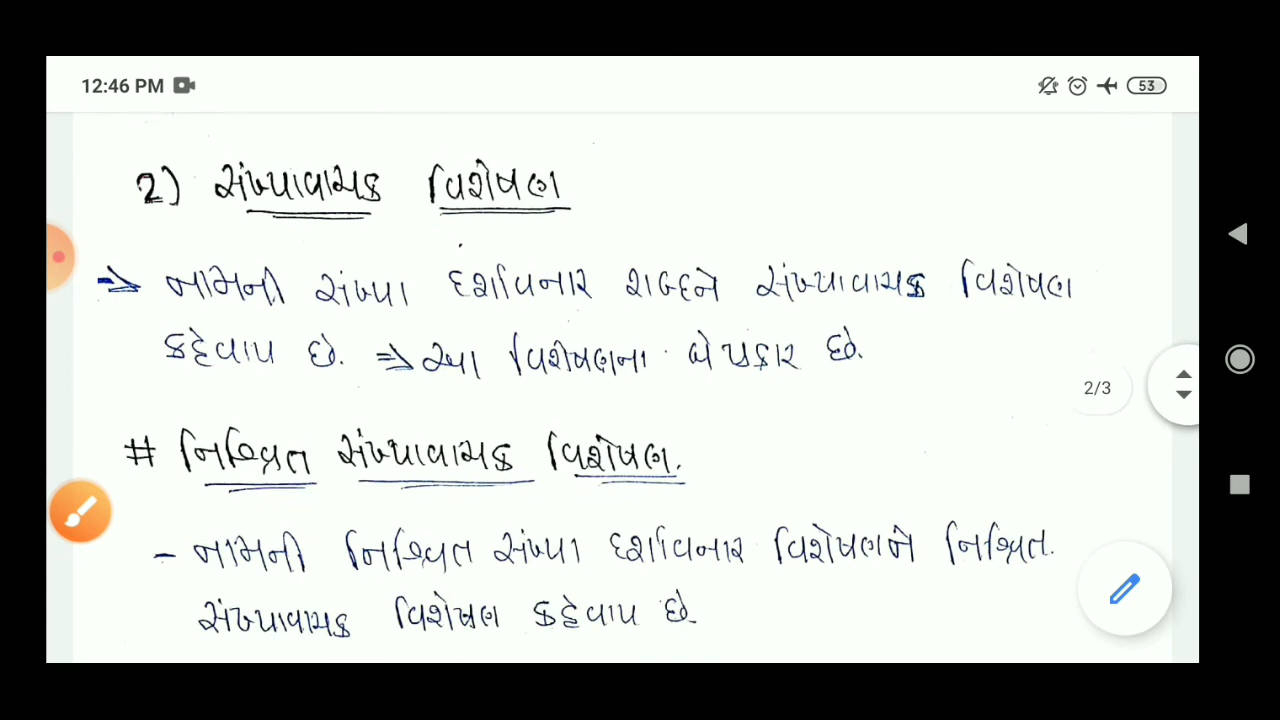 12:46 PM
53
2) સંખ્યાવાચક વિશેષણ
⇒ નામની સંખ્યા દર્શાવનાર શબ્દને સંખ્યાવાચક વિશેષણ
કહેવાય છે. ⇒ આ વિશેષણના બે પ્રકાર છે.
2/3
# નિશ્ચિત સંખ્યાવાચક વિશેષણ.
- નામની નિશ્ચિત સંખ્યા દર્શાવનાર વિશેષણને નિશ્ચિત.
સંખ્યાવાચક વિશેષણ કહેવાય છે.